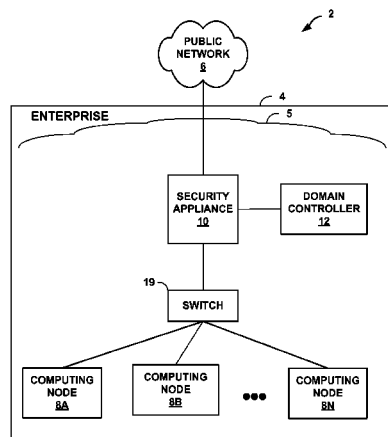 2
PUBLIC
NETWORK
6
4
ENTERPRISE
5
SECURITY
APPLIANCE
10
DOMAIN
CONTROLLER
12
19
SWITCH
COMPUTING
NODE
8A
COMPUTING
NODE
8B
COMPUTING
NODE
8N